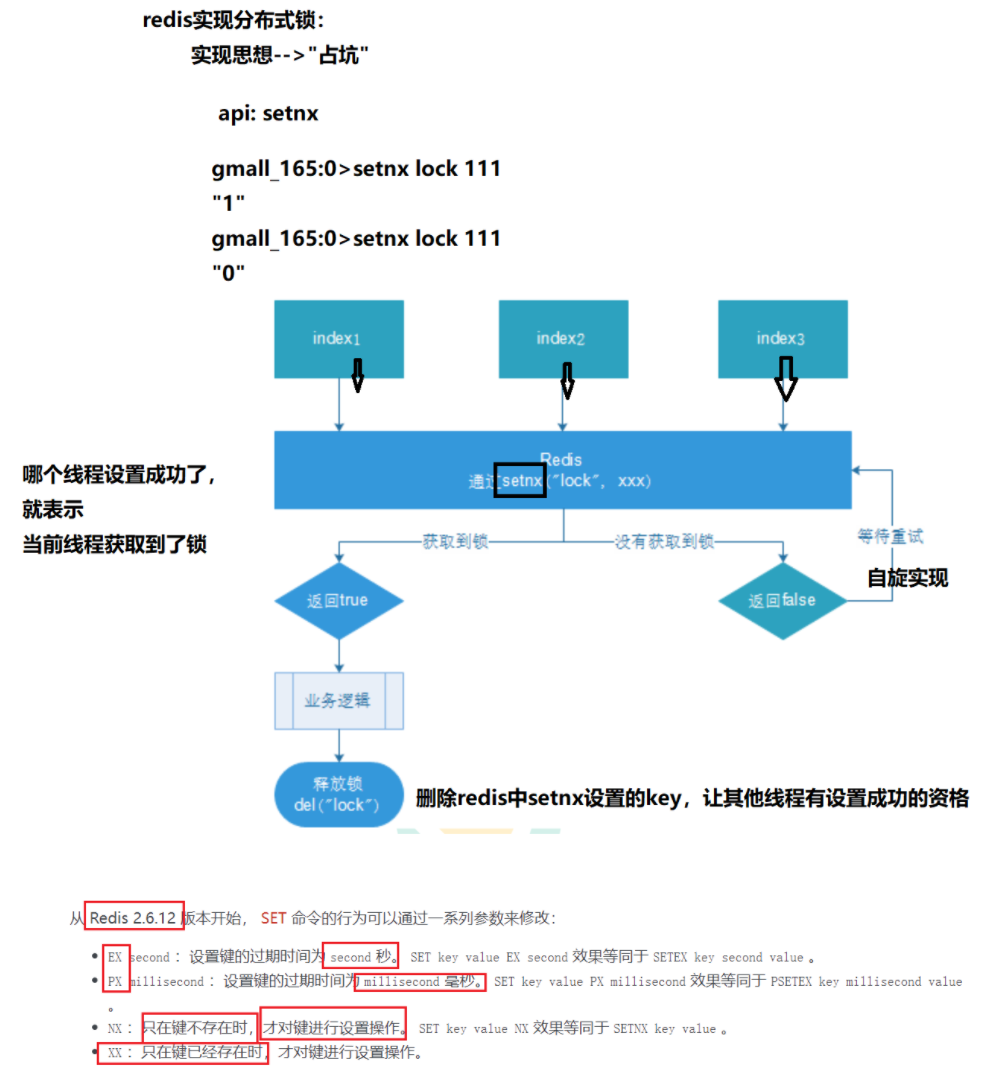 redis实现分布式锁：
实现思想-->"占坑"
api: setnx
gmall_165:0>setnx lock 111
"1"
gmall_165:0>setnx lock 111
"0"
index1
index2
index3
Redis
通过setnx("lock", xxx)
哪个线程设置成功了，
就表示
当前线程获取到了锁
获取到锁
没有获取到锁
等待重试
自旋实现
返回true
返回false
业务逻辑
释放锁
del("lock")
删除redis中setnx设置的key，让其他线程有设置成功的资格
从 Redis 2.6.12 版本开始， SET 命令的行为可以通过一系列参数来修改：
EX second ：设置键的过期时间为 second 秒。 SET key value EX second 效果等同于 SETEX key second value 。
PX millisecond ：设置键的过期时间为 millisecond 毫秒。 SET key value PX millisecond 效果等同于 PSETEX key millisecond value
。
NX ：只在键不存在时，才对键进行设置操作。 SET key value NX 效果等同于 SETNX key value 。
XX ：只在键已经存在时，才对键进行设置操作。